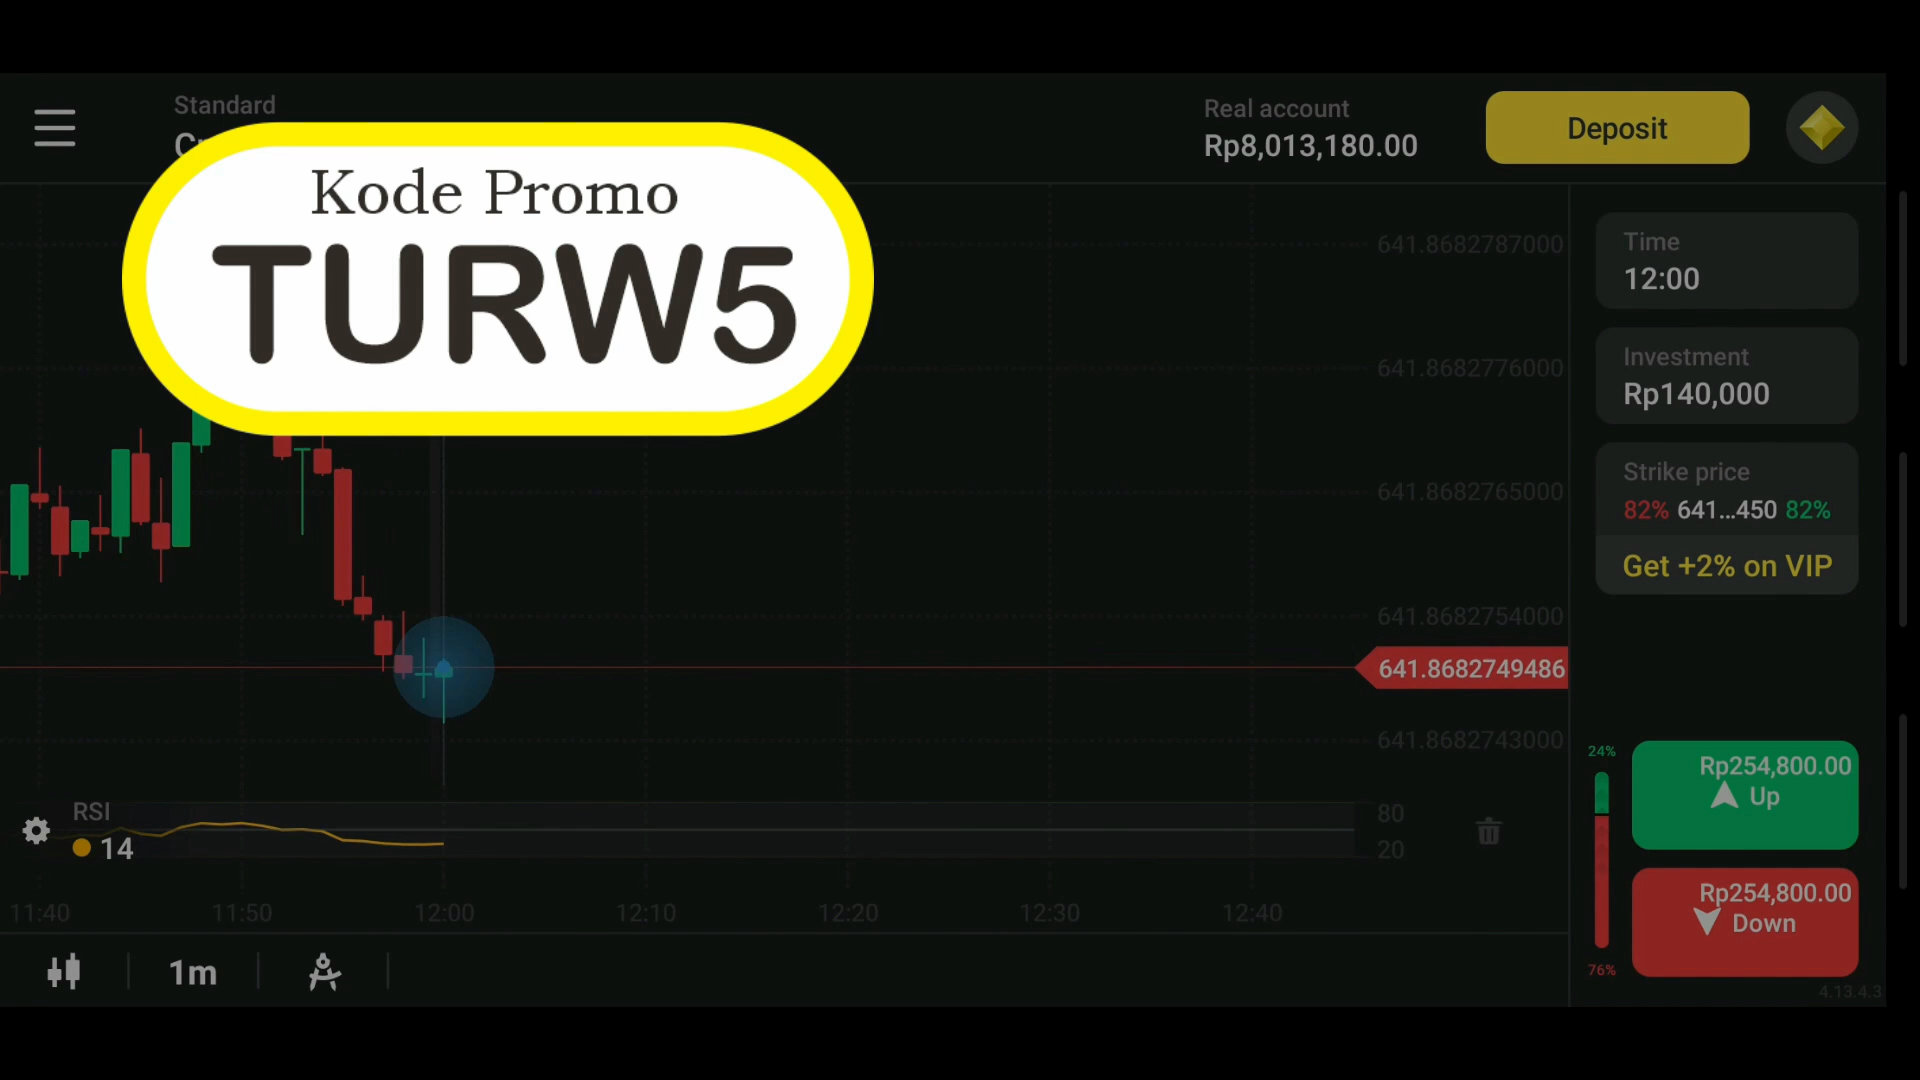 Standard
Real account
Rp8,013,180.00
Deposit
Kode Promo
TURW5
641.8682787000
641.8682776000
641.8682765000
641.8682754000
641.8682749486
641.8682743000
Time
12:00
Investment
Rp140,000
Strike price
82% 641...450 82%
Get +2% on VIP
24%
Rp254,800.00
Up
Rp254,800.00
Down
76%
4.13.4.3
RSI
14
80
20
11:40 11:50 12:00 12:10 12:20 12:30 12:40
1m